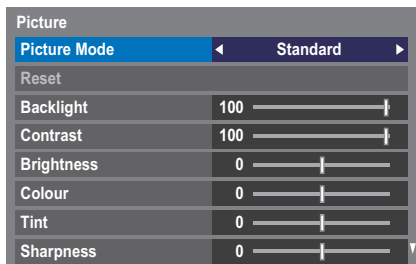 Picture
Picture Mode Standard
Reset
Backlight 100
Contrast 100
Brightness 0
Colour 0
Tint 0
Sharpness 0